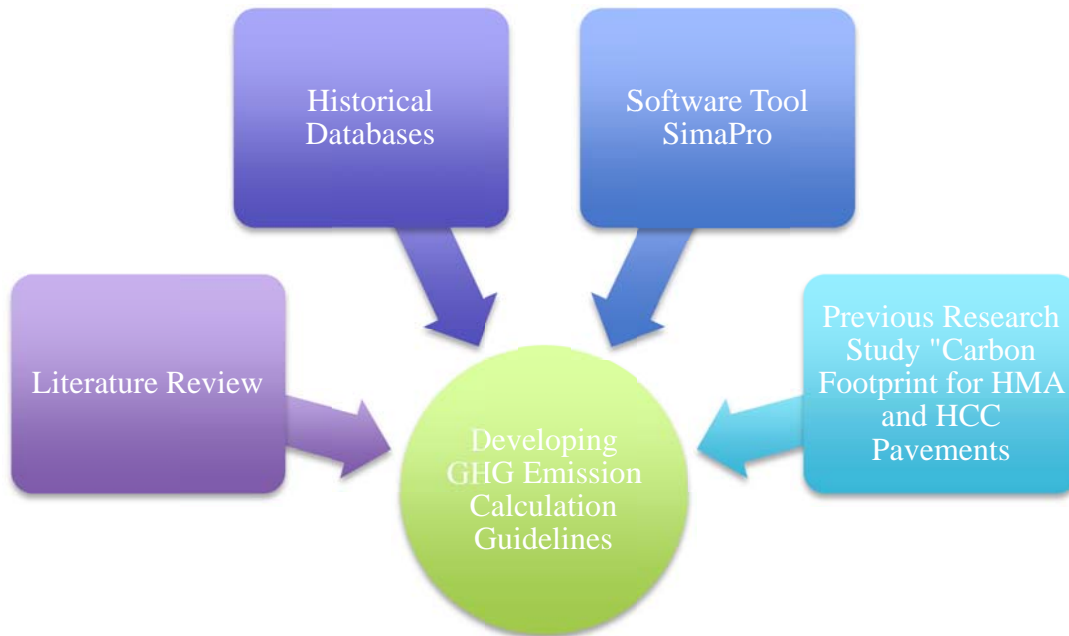 Historical
Databases
Software Tool
SimaPro
Literature Review
Previous Research
Study "Carbon
Footprint for HMA
and HCC
Pavements
Developing
GHG Emission
Calculation
Guidelines